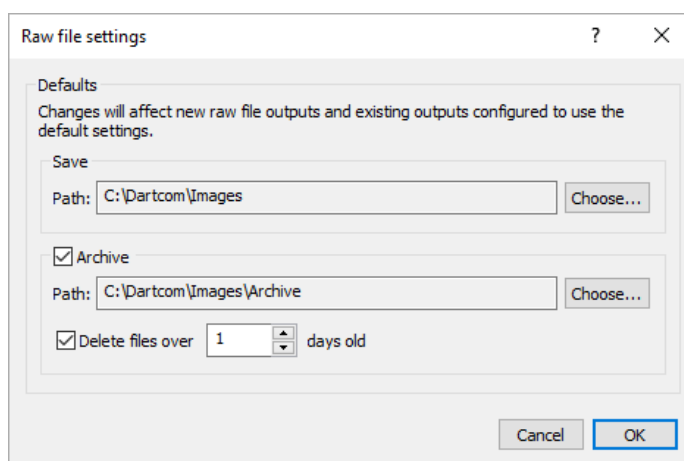 Raw file settings ?
Defaults
Changes will affect new raw file outputs and existing outputs configured to use the
default settings.
Save
Path: C:\Dartcom\Images Choose...
Archive
Path: C:\Dartcom\Images\Archive Choose...
Delete files over 1 days old
Cancel OK